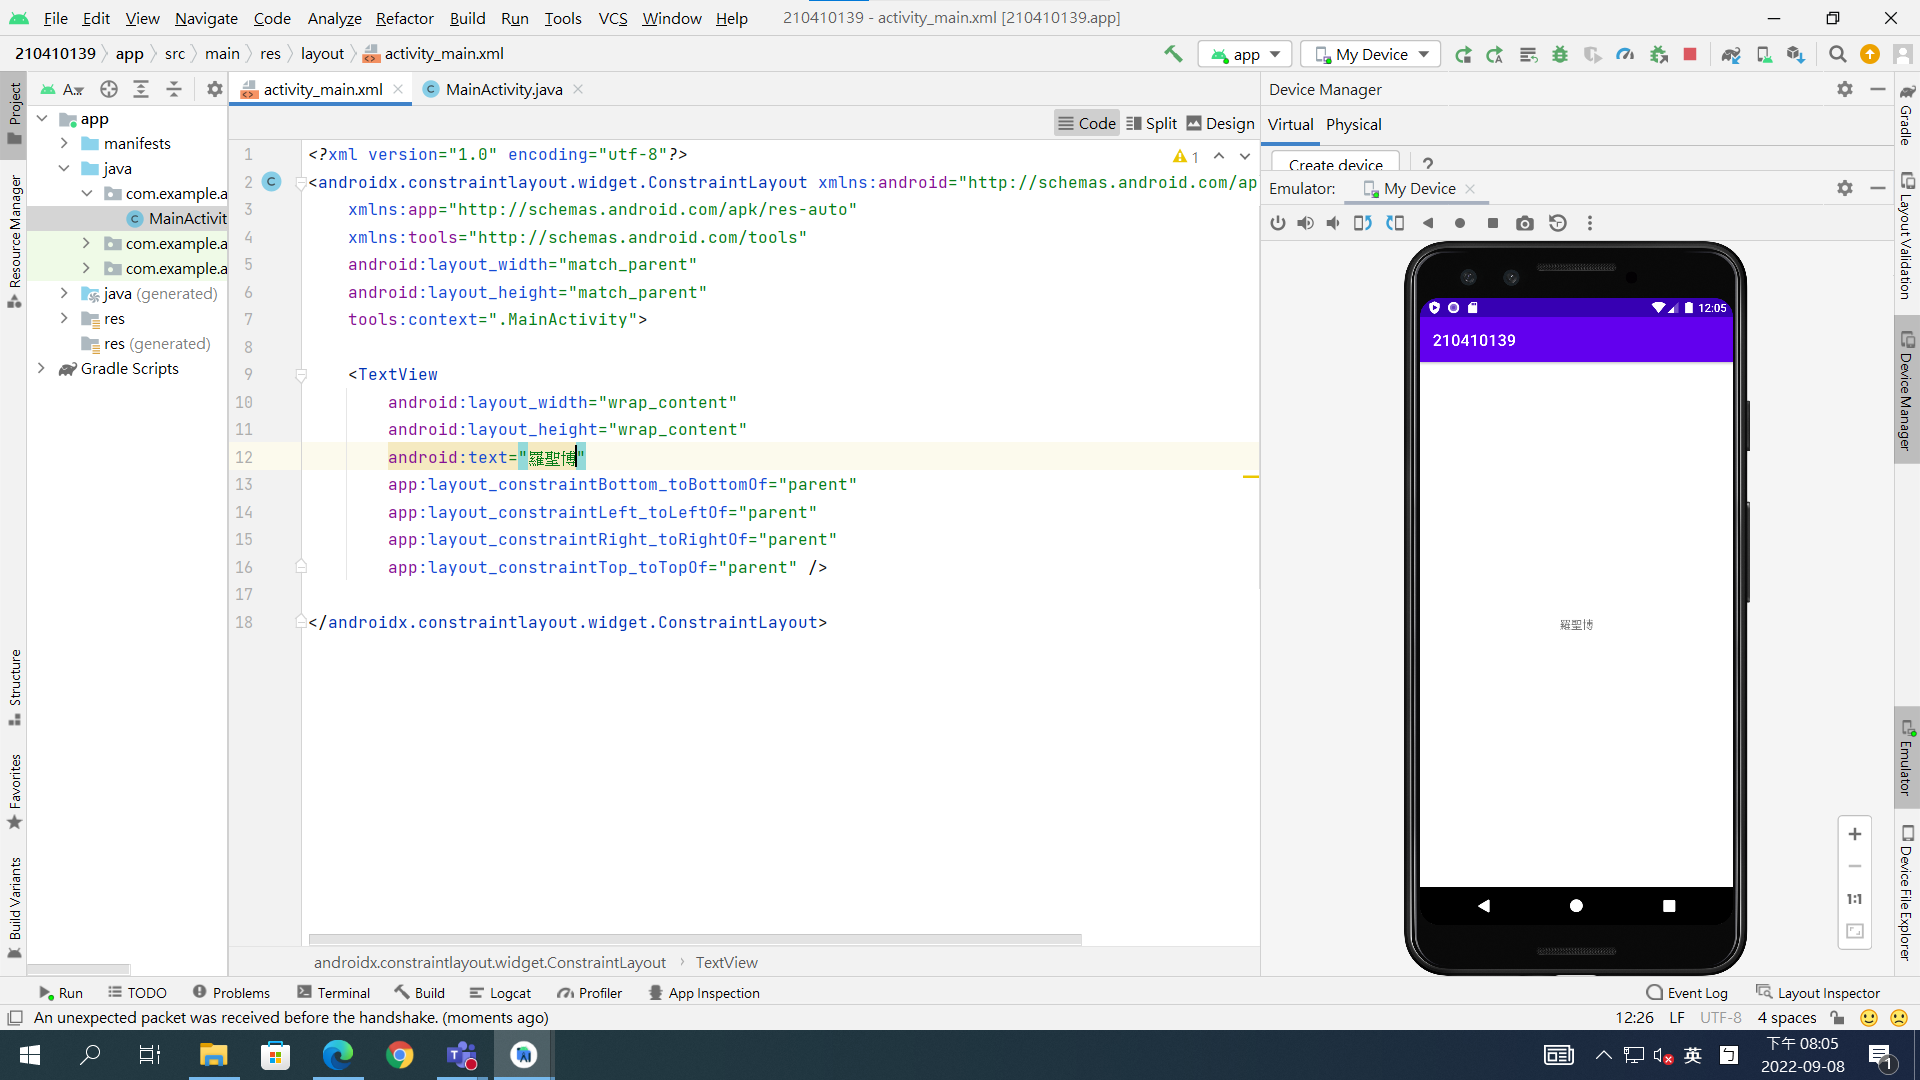 File Edit View Navigate Code Analyze Refactor Build Run Tools VCS Window Help 210410139 - activity_main.xml [210410139.app]
210410139 app src main res layout activity_main.xml app My Device
A... activity_main.xml MainActivity.java Device Manager
Code Split Design Virtual Physical
Create device ?
Emulator: My Device
Project
Resource Manager
Structure
Favorites
Build Variants
app
manifests
java
com.example.a
MainActivit
com.example.a
com.example.a
java (generated)
res
res (generated)
Gradle Scripts
1 <?xml version="1.0" encoding="utf-8"?>
1
2 <androidx.constraintlayout.widget.ConstraintLayout xmlns:android="http://schemas.android.com/ap
3 xmlns:app="http://schemas.android.com/apk/res-auto"
4 xmlns:tools="http://schemas.android.com/tools"
5 android:layout_width="match_parent"
6 android:layout_height="match_parent"
7 tools:context=".MainActivity">
8
9 <TextView
10 android:layout_width="wrap_content"
11 android:layout_height="wrap_content"
12 android:text="羅聖博"
13 app:layout_constraintBottom_toBottomOf="parent"
14 app:layout_constraintLeft_toLeftOf="parent"
15 app:layout_constraintRight_toRightOf="parent"
16 app:layout_constraintTop_toTopOf="parent" />
17
18 </androidx.constraintlayout.widget.ConstraintLayout>
androidx.constraintlayout.widget.ConstraintLayout TextView
12:05
210410139
羅聖博
1:1
Gradle
Layout Validation
Device Manager
Emulator
Device File Explorer
Run TODO Problems Terminal Build Logcat Profiler App Inspection Event Log Layout Inspector
An unexpected packet was received before the handshake. (moments ago) 12:26 LF UTF-8 4 spaces
英 ㄅ 下午 08:05
2022-09-08 1